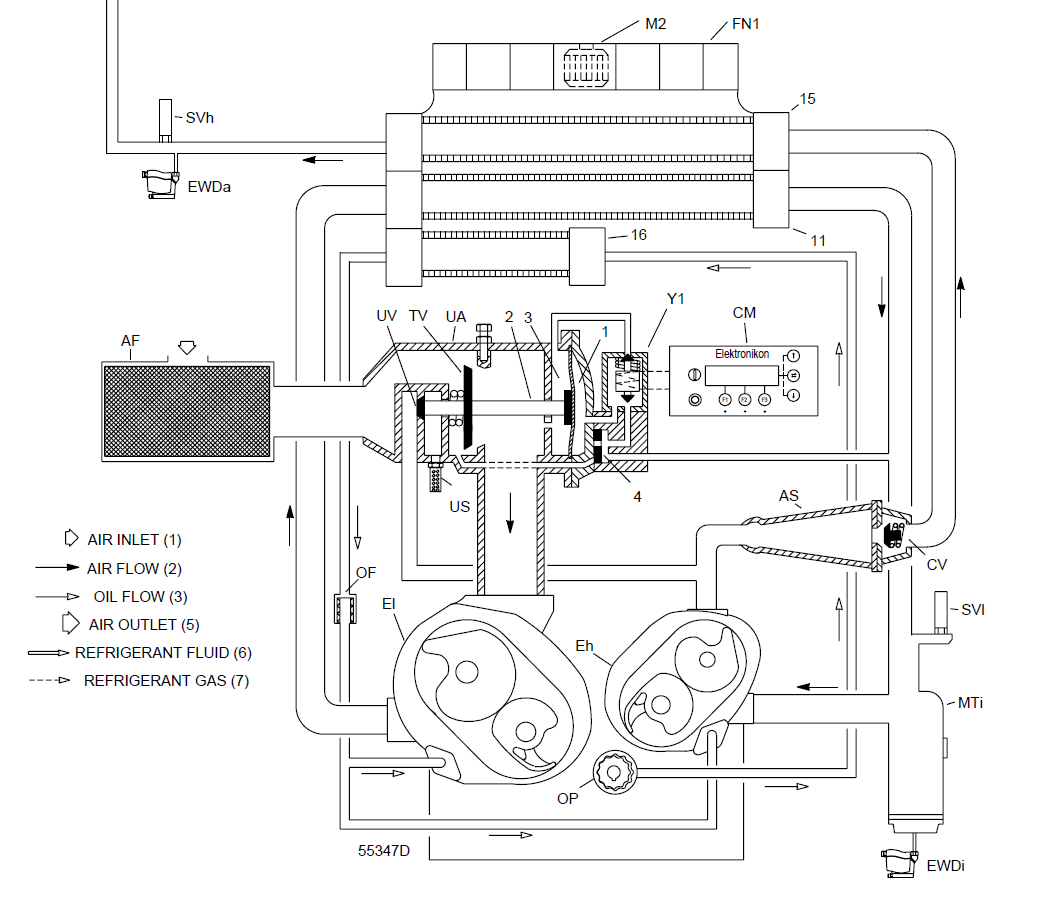 M2
FN1
15
SVh
EWDa
16
11
Y1
CM
UV
TV
UA
2
3
1
AF
Elektronikon
F1
F2
F3
US
4
AS
CV
AIR INLET (1)
AIR FLOW (2)
OIL FLOW (3)
AIR OUTLET (5)
REFRIGERANT FLUID (6)
REFRIGERANT GAS (7)
OF
El
Eh
SVl
MTi
OP
55347D
EWDi